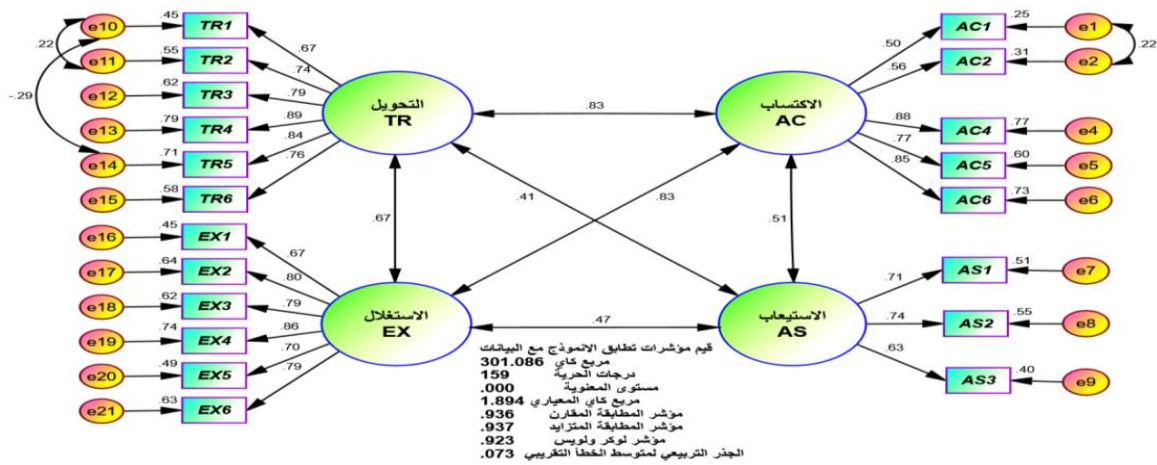 e10 .45 TR1
.22
e11 .55 TR2
e12 .62 TR3
-.29
e13 .79 TR4
e14 .71 TR5
e15 .58 TR6
.67
.74
.79
.89
.84
.76
التحويل
TR
e16 .45 EX1
e17 .64 EX2
e18 .62 EX3
e19 .74 EX4
e20 .49 EX5
e21 .63 EX6
.67
.80
.79
.86
.70
.79
الاستغلال
EX
.83
.41
.83
.67
.51
.47
الاكتساب
AC
.50
.56
.88
.77
.85
AC1 .25 e1
.22
AC2 .31 e2
AC4 .77 e4
AC5 .60 e5
AC6 .73 e6
الاستيعاب
AS
.71
.74
.63
AS1 .51 e7
AS2 .55 e8
AS3 .40 e9
قيم مؤشرات تطابق الانموذج مع البيانات
مربع كاي 301.086
درجات الحرية 159
مستوى المعنوية .000
مربع كاي المعياري 1.894
مؤشر المطابقة المقارن .936
مؤشر المطابقة المتزايد .937
مؤشر لوكر ولويس .923
الجذر التربيعي لمتوسط الخطأ التقريبي .073